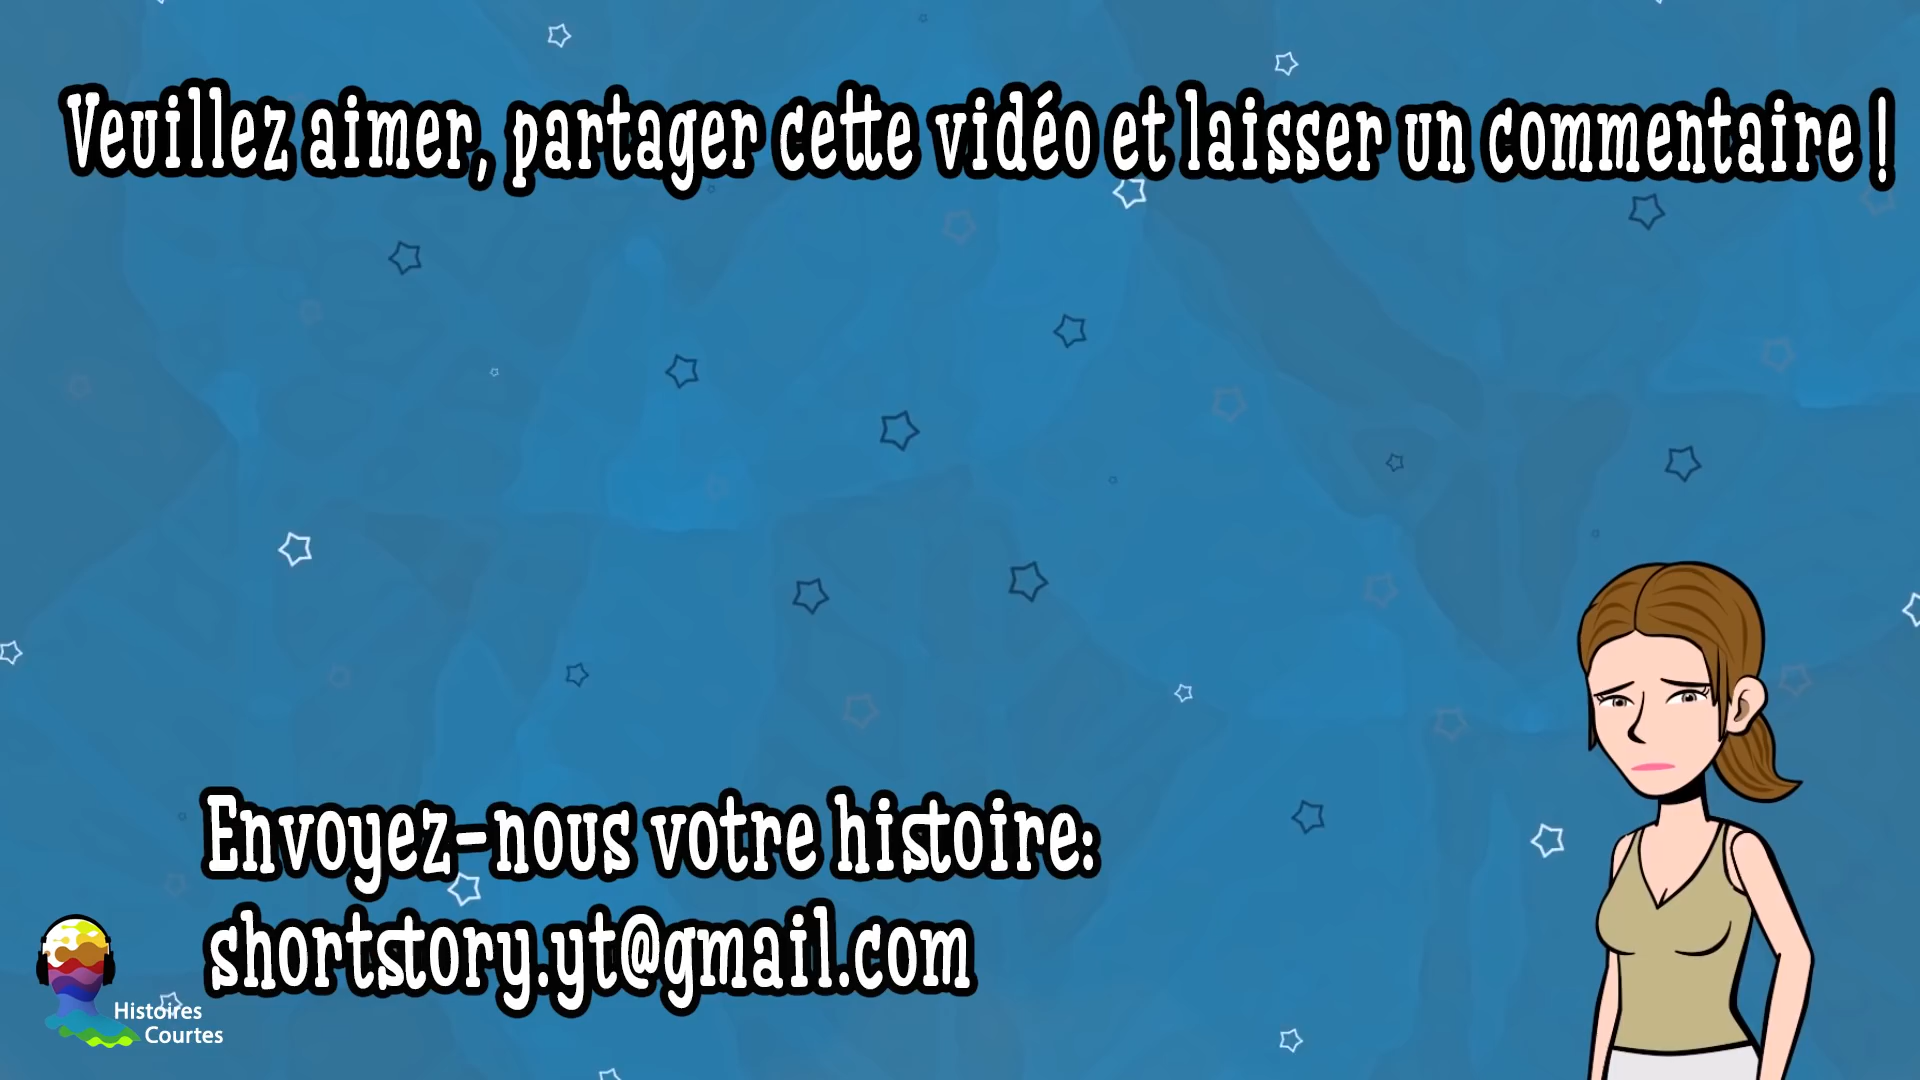 Veuillez aimer, partager cette vidéo et laisser un commentaire !
Envoyez-nous votre histoire:
shortstory.yt@gmail.com
Histoires
Courtes